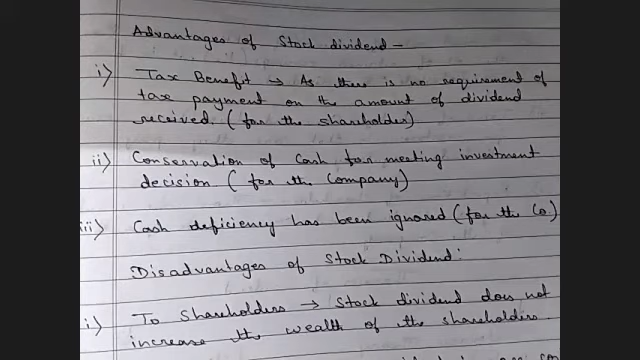 Advantages of Stock dividend -
i) Tax Benefit → As there is no requirement of
tax payment on the amount of dividend
received. (for the shareholder)
ii) Conservation of Cash for meeting investment
decision (for the Company)
iii) Cash deficiency has been ignored (for the Co.)
Disadvantages of Stock Dividend:
i) To Shareholders → Stock dividend does not
increase the wealth of the shareholders.